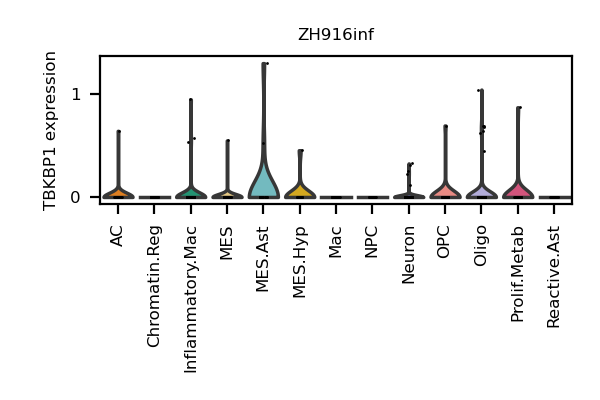 ZH916inf
TBKBP1 expression
1
0
AC
Chromatin.Reg
Inflammatory.Mac
MES
MES.Ast
MES.Hyp
Mac
NPC
Neuron
OPC
Oligo
Prolif.Metab
Reactive.Ast